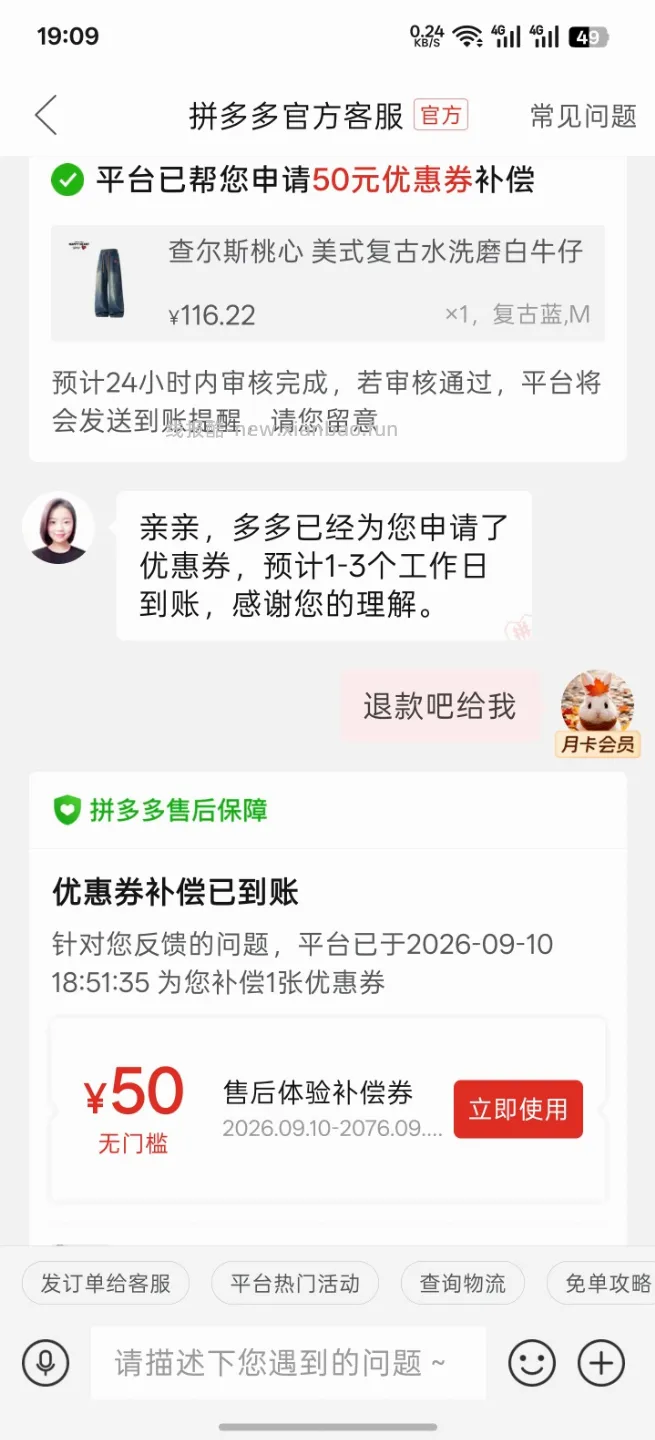 19:09
0.24
KB/S
4G
4G
49
拼多多官方客服 官方 常见问题
平台已帮您申请50元优惠券补偿
查尔斯桃心 美式复古水洗磨白牛仔
¥116.22 ×1，复古蓝,M
预计24小时内审核完成，若审核通过，平台将
会发送到账提醒，请您留意
线报酷-new.xianbao.fun
亲亲，多多已经为您申请了
优惠券，预计1-3个工作日
到账，感谢您的理解。
退款吧给我
月卡会员
拼多多售后保障
优惠券补偿已到账
针对您反馈的问题，平台已于2026-09-10
18:51:35 为您补偿1张优惠券
¥50 售后体验补偿券 立即使用
无门槛 2026.09.10-2076.09....
发订单给客服 平台热门活动 查询物流 免单攻略
请描述下您遇到的问题 ~